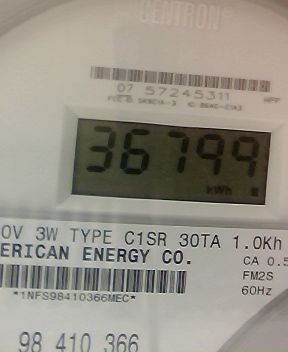 CENTRON®
07 57245311
36799
kWh
0V 3W TYPE C1SR 30TA 1.0Kh
ERICAN ENERGY CO.
CA 0.5
FM2S
*1NFS98410366MEC*
60Hz
98 410 366